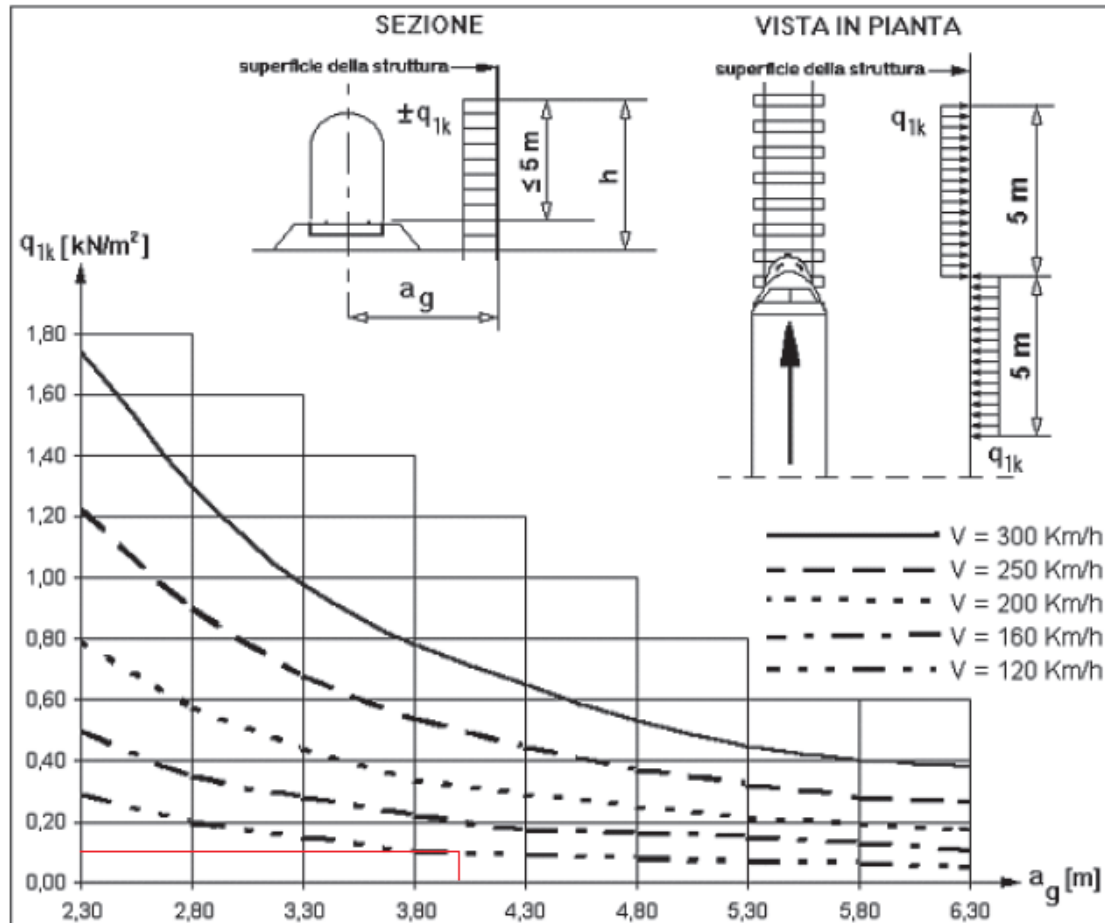 SEZIONE
VISTA IN PIANTA
superficie della struttura
superficie della struttura
±q1k
≤ 5 m
h
a g
q1k
5 m
5 m
q1k
q1k [kN/m²]
1,80
1,60
1,40
1,20
1,00
0,80
0,60
0,40
0,20
0,00
V = 300 Km/h
V = 250 Km/h
V = 200 Km/h
V = 160 Km/h
V = 120 Km/h
2,30 2,80 3,30 3,80 4,30 4,80 5,30 5,80 6,30
a g [m]